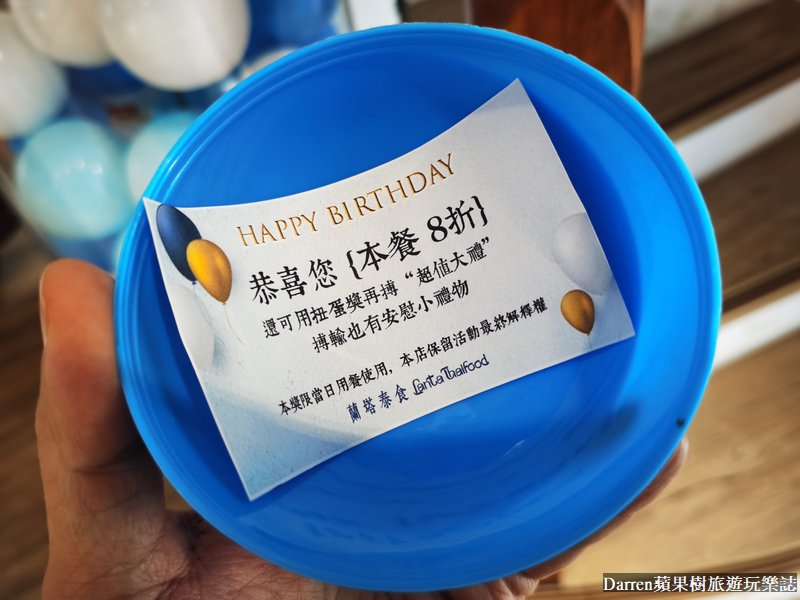 HAPPY BIRTHDAY
恭喜您 {本餐 8折}
還可用扭蛋獎再搏 “超值大禮”
搏輸也有安慰小禮物
本獎限當日用餐使用, 本店保留活動最終解釋權
蘭塔泰食 Lanta Thaifood
Darren蘋果樹旅遊玩樂誌